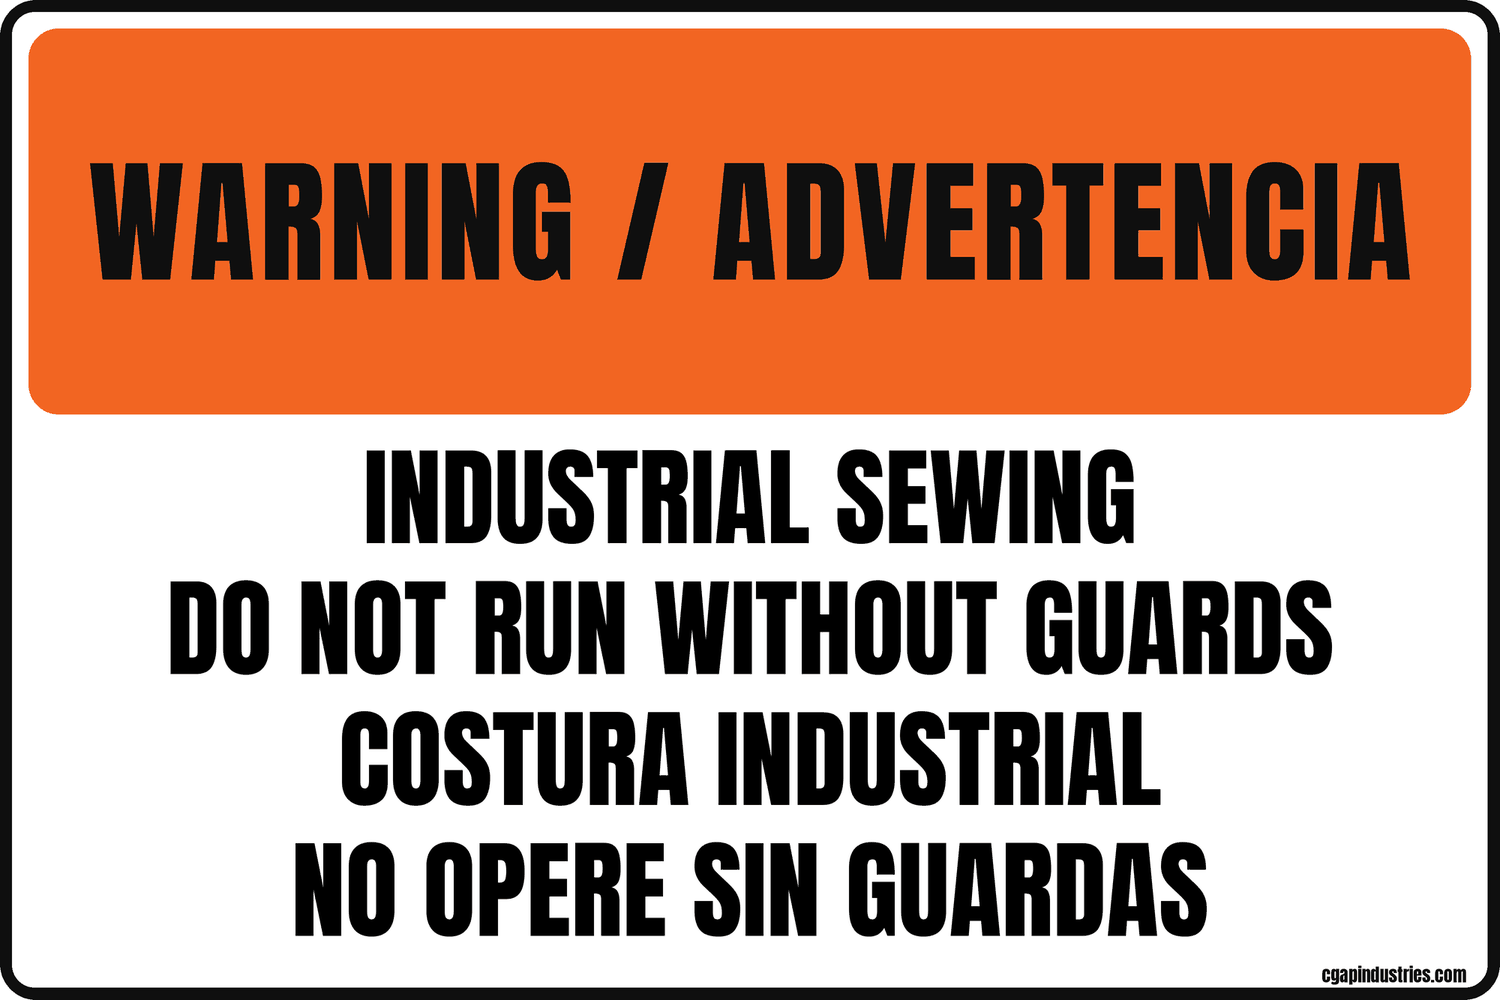 WARNING / ADVERTENCIA
INDUSTRIAL SEWING
DO NOT RUN WITHOUT GUARDS
COSTURA INDUSTRIAL
NO OPERE SIN GUARDAS
cgapindustries.com